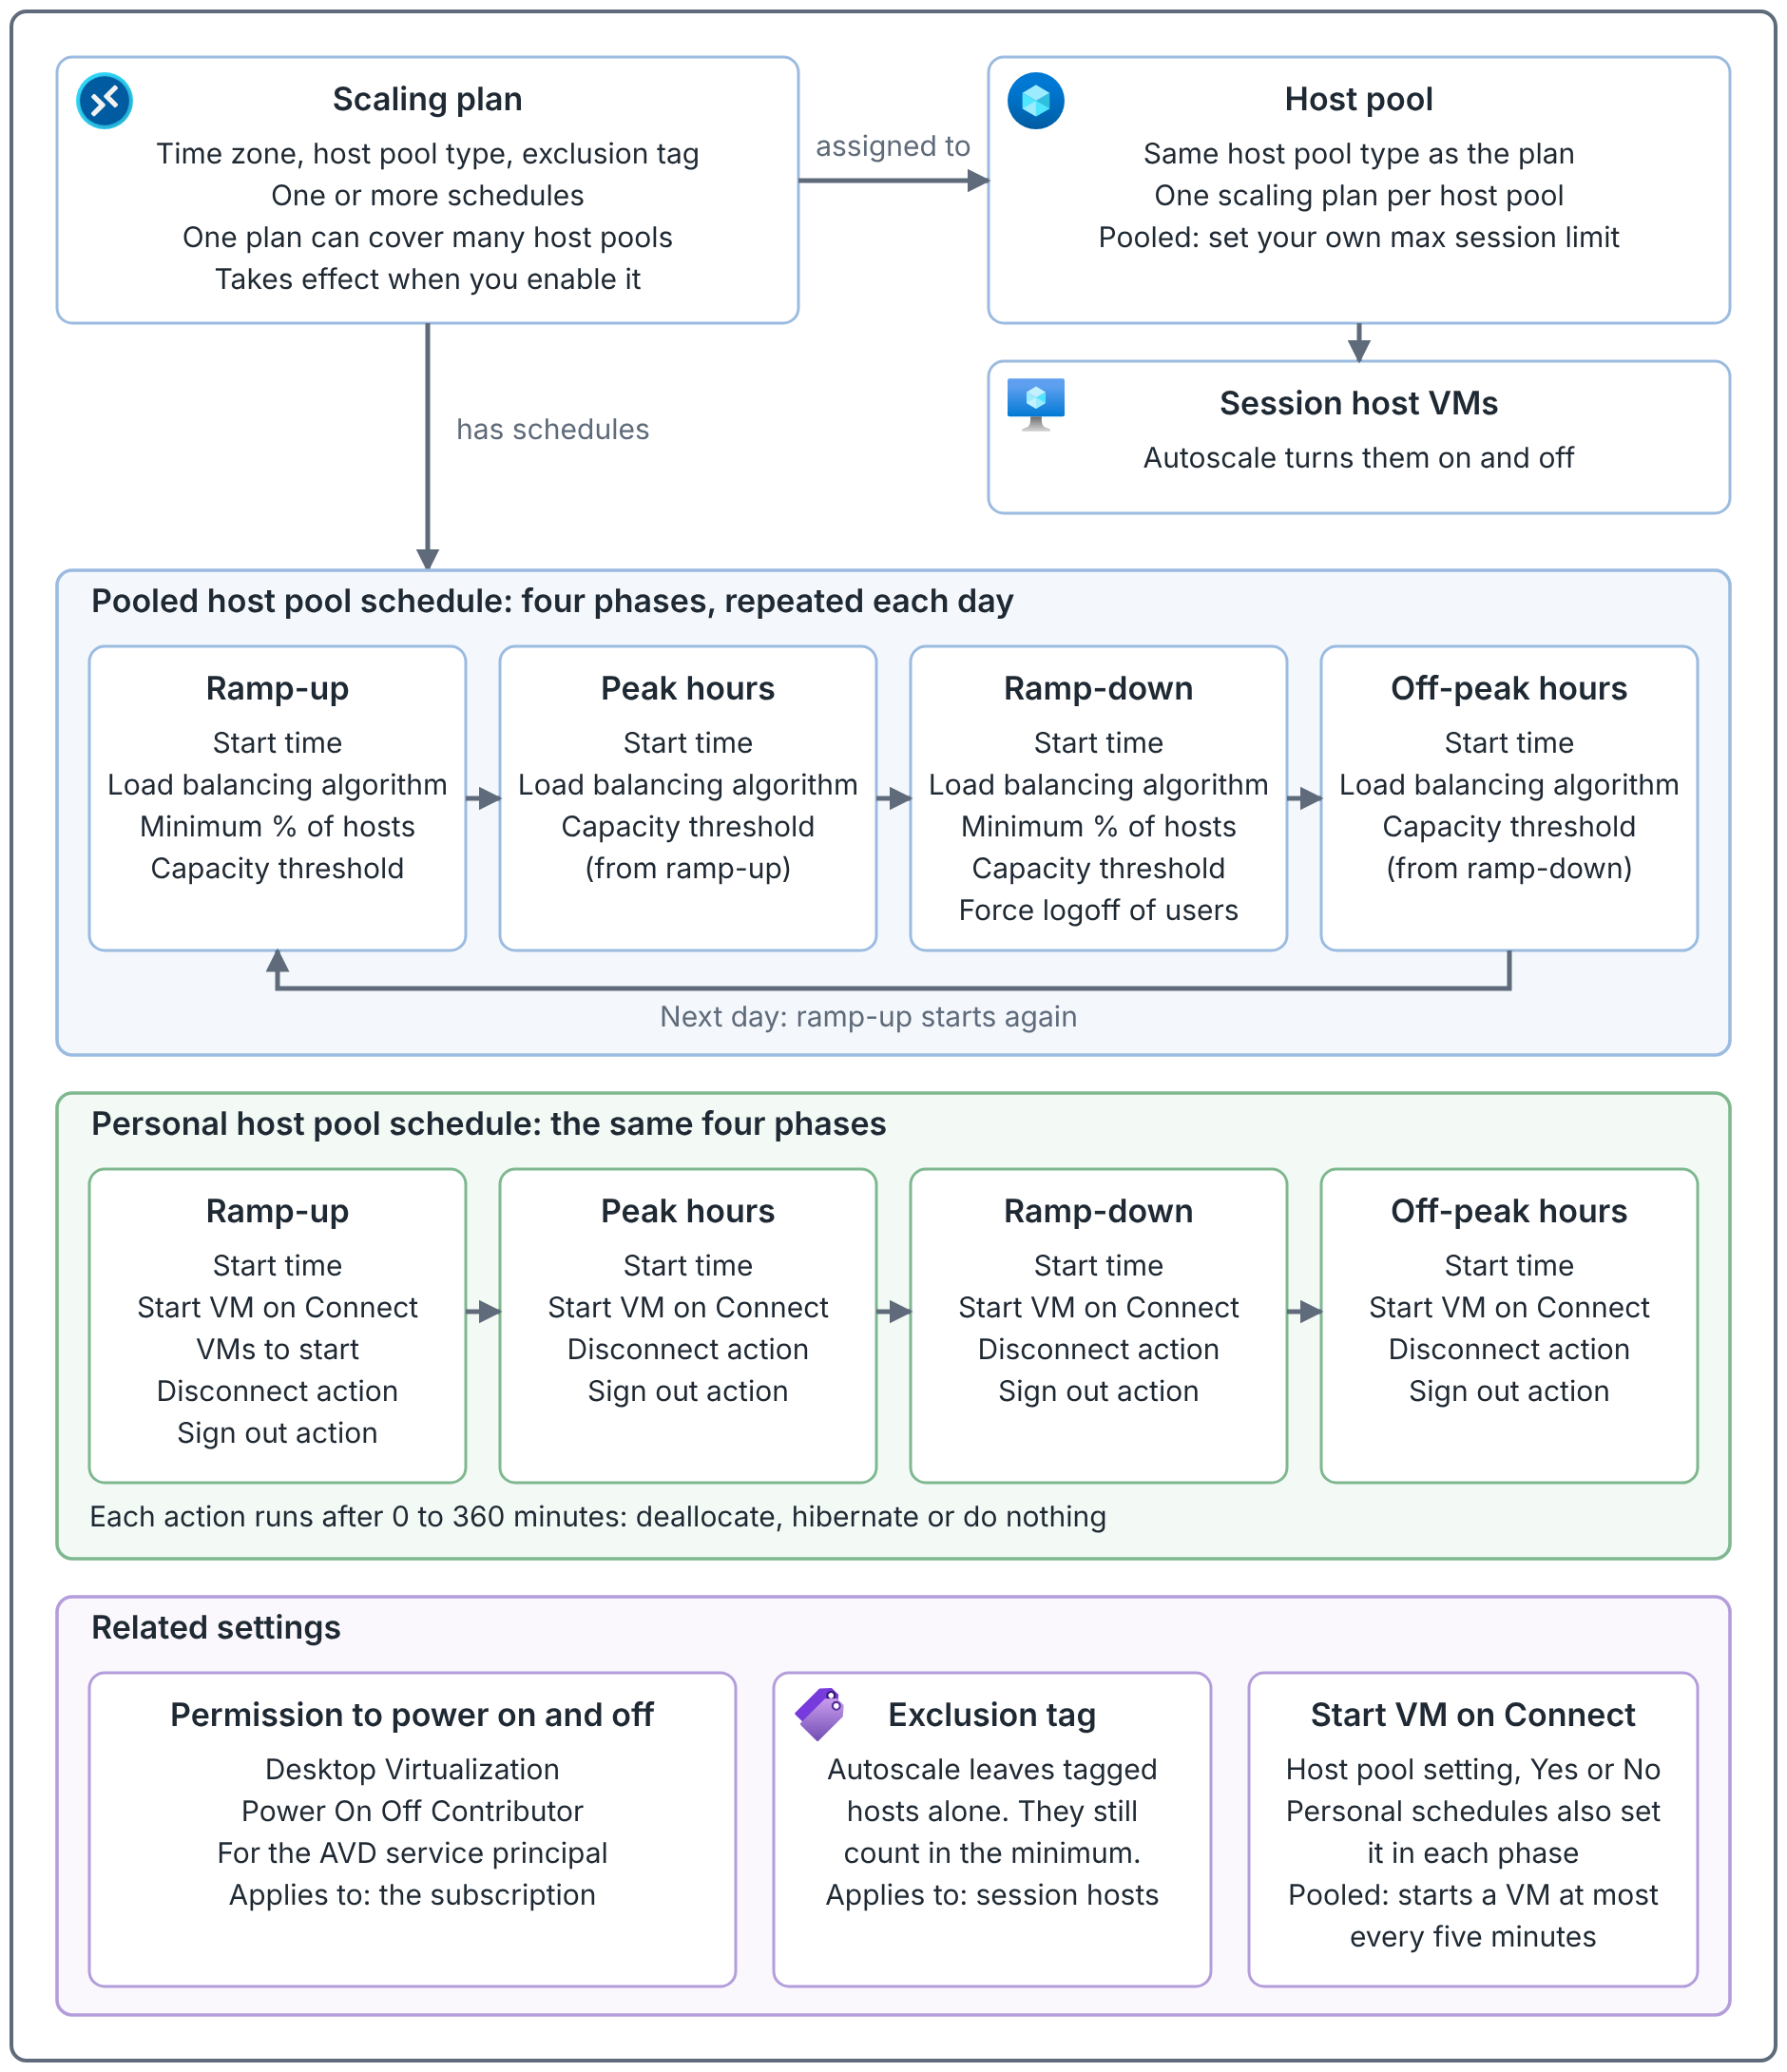 Scaling plan
Time zone, host pool type, exclusion tag
One or more schedules
One plan can cover many host pools
Takes effect when you enable it
assigned to
Host pool
Same host pool type as the plan
One scaling plan per host pool
Pooled: set your own max session limit
has schedules
Session host VMs
Autoscale turns them on and off
Pooled host pool schedule: four phases, repeated each day
Ramp-up
Start time
Load balancing algorithm
Minimum % of hosts
Capacity threshold
Peak hours
Start time
Load balancing algorithm
Capacity threshold
(from ramp-up)
Ramp-down
Start time
Load balancing algorithm
Minimum % of hosts
Capacity threshold
Force logoff of users
Off-peak hours
Start time
Load balancing algorithm
Capacity threshold
(from ramp-down)
Next day: ramp-up starts again
Personal host pool schedule: the same four phases
Ramp-up
Start time
Start VM on Connect
VMs to start
Disconnect action
Sign out action
Peak hours
Start time
Start VM on Connect
Disconnect action
Sign out action
Ramp-down
Start time
Start VM on Connect
Disconnect action
Sign out action
Off-peak hours
Start time
Start VM on Connect
Disconnect action
Sign out action
Each action runs after 0 to 360 minutes: deallocate, hibernate or do nothing
Related settings
Permission to power on and off
Desktop Virtualization
Power On Off Contributor
For the AVD service principal
Applies to: the subscription
Exclusion tag
Autoscale leaves tagged
hosts alone. They still
count in the minimum.
Applies to: session hosts
Start VM on Connect
Host pool setting, Yes or No
Personal schedules also set
it in each phase
Pooled: starts a VM at most
every five minutes